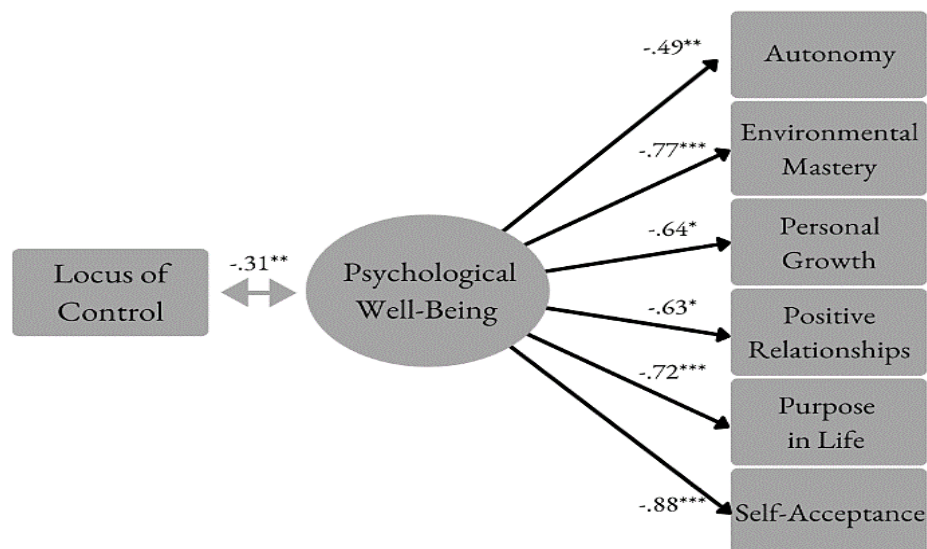 -.49**
Autonomy
-.77***
Environmental
Mastery
-.64*
Personal
Growth
Locus of
Control
-.31**
Psychological
Well-Being
-.63*
Positive
Relationships
-.72***
Purpose
in Life
-.88***
Self-Acceptance